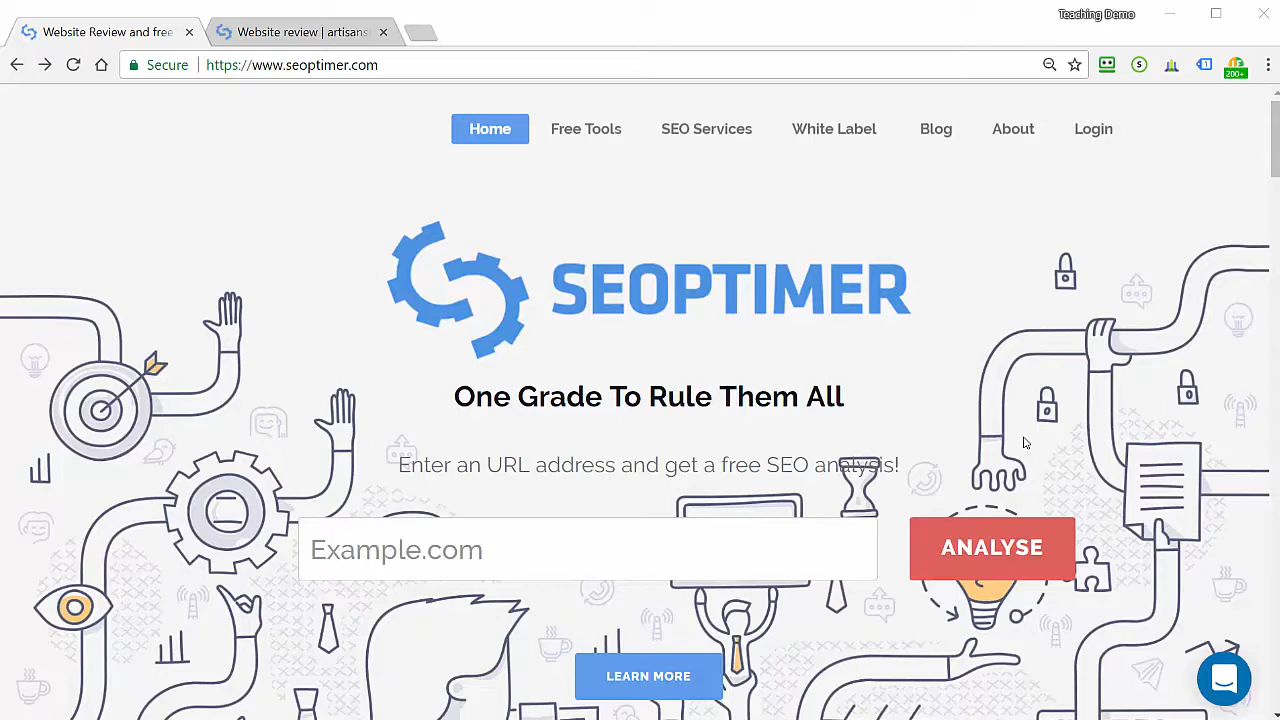 Teaching Demo
Website Review and free
Website review | artisans
Secure
https://www.seoptimer.com
S
1
200+
Home
Free Tools
SEO Services
White Label
Blog
About
Login
SEOPTIMER
One Grade To Rule Them All
Enter an URL address and get a free SEO analysis!
Example.com
ANALYSE
LEARN MORE